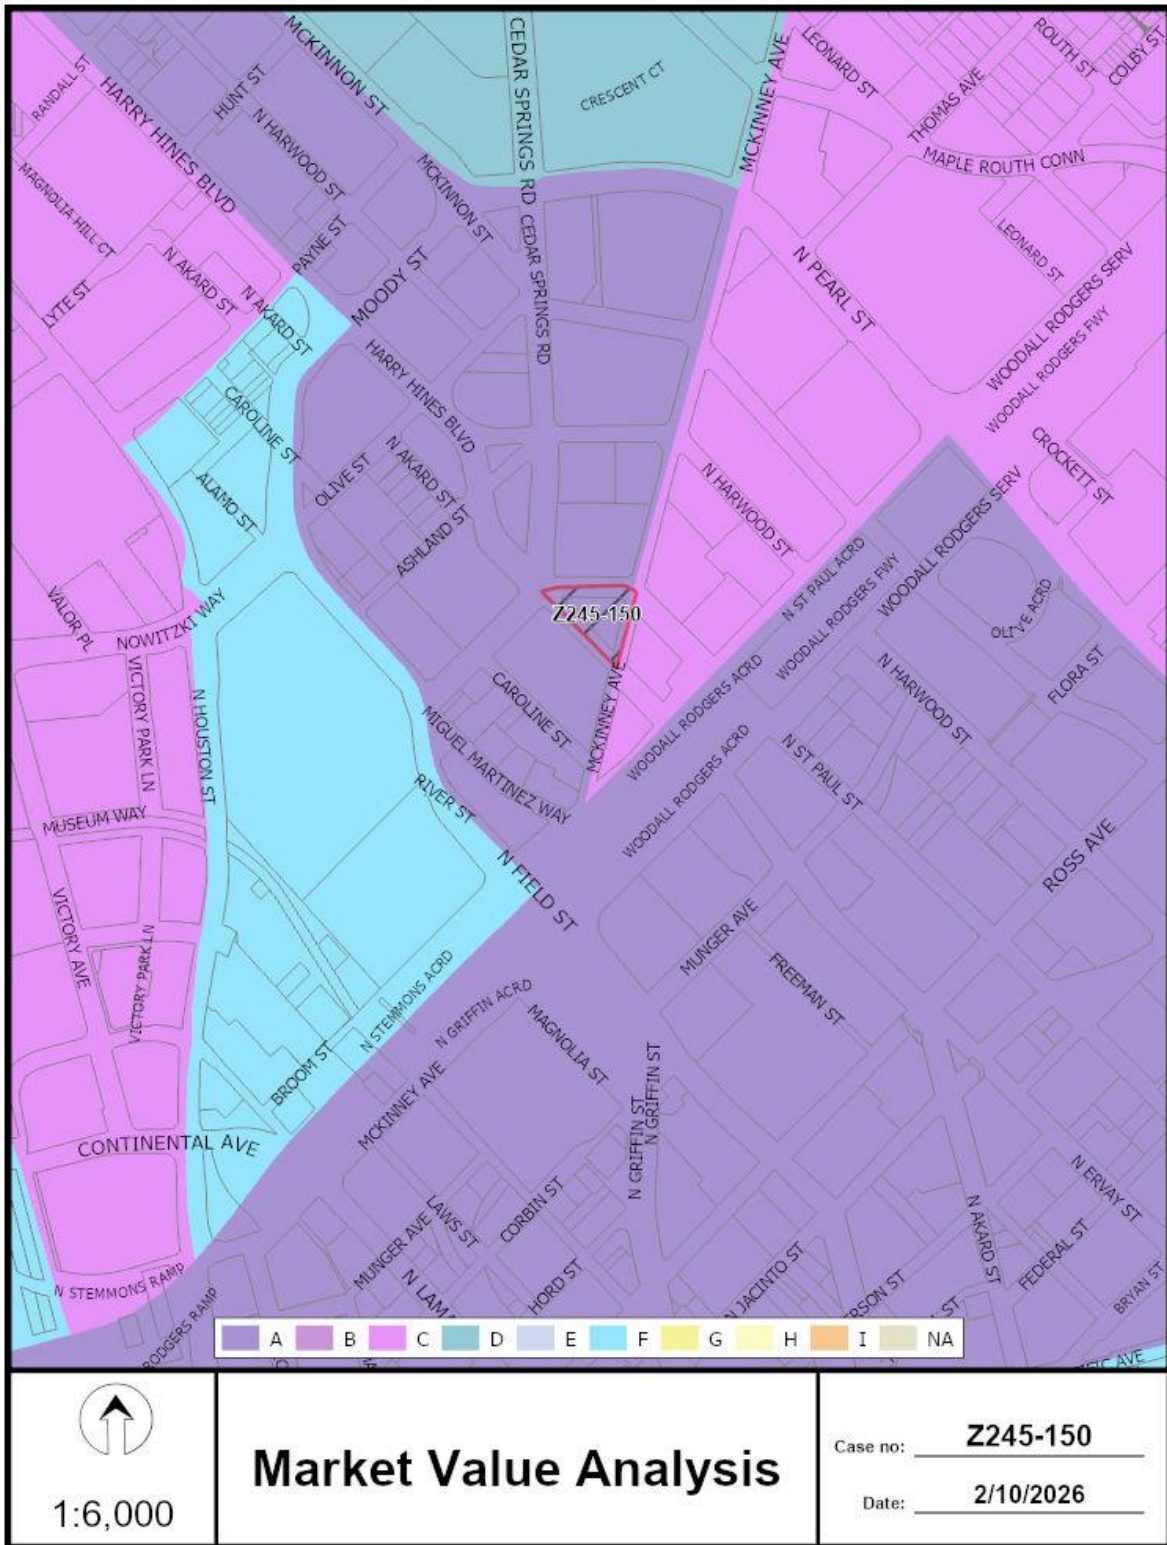 MCKINNON ST
CEDAR SPRINGS RD
CRESCENT CT
MCKINNEY AVE
LEONARD ST
ROUTH ST
COLBY ST
THOMAS AVE
MAPLE ROUTH CONN
RANDALL ST
HARRY HINES BLVD
HUNT ST
N HARWOOD ST
MCKINNON ST
MAGNOLIA HILL CT
PAYNE ST
MOODY ST
CEDAR SPRINGS RD
N PEARL ST
LEONARD ST
WOODALL RODGERS SERV
WOODALL RODGERS FWY
LYTE ST
N AKARD ST
N AKARD ST
HARRY HINES BLVD
CAROLINE ST
OLIVE ST
N AKARD ST
ASHLAND ST
ALAMO ST
N HARWOOD ST
CROCKETT ST
WOODALL RODGERS SERV
N ST PAUL ACRD
WOODALL RODGERS FWY
OLIVE ACRD
FLORA ST
Z245-150
VALOR PL
NOWITZKI WAY
VICTORY PARK LN
N HOUSTON ST
CAROLINE ST
MCKINNEY AVE
WOODALL RODGERS ACRD
N HARWOOD ST
MIGUEL MARTINEZ WAY
WOODALL RODGERS ACRD
N ST PAUL ST
RIVER ST
MUSEUM WAY
N FIELD ST
ROSS AVE
VICTORY AVE
VICTORY PARK LN
MUNGER AVE
FREEMAN ST
N STEMMONS ACRD
N GRIFFIN ACRD
MAGNOLIA ST
BROOM ST
MCKINNEY AVE
N GRIFFIN ST
N GRIFFIN ST
CONTINENTAL AVE
LAWS ST
CORBIN ST
MUNGER AVE
N ERVAY ST
N AKARD ST
FEDERAL ST
BRYAN ST
N STEMMONS RAMP
RODGERS RAMP
N LAM
HORD ST
N JACINTO ST
RSON ST
ST
A B C D E F G H I NA
IC AVE
1:6,000
Market Value Analysis
Case no: Z245-150
Date: 2/10/2026